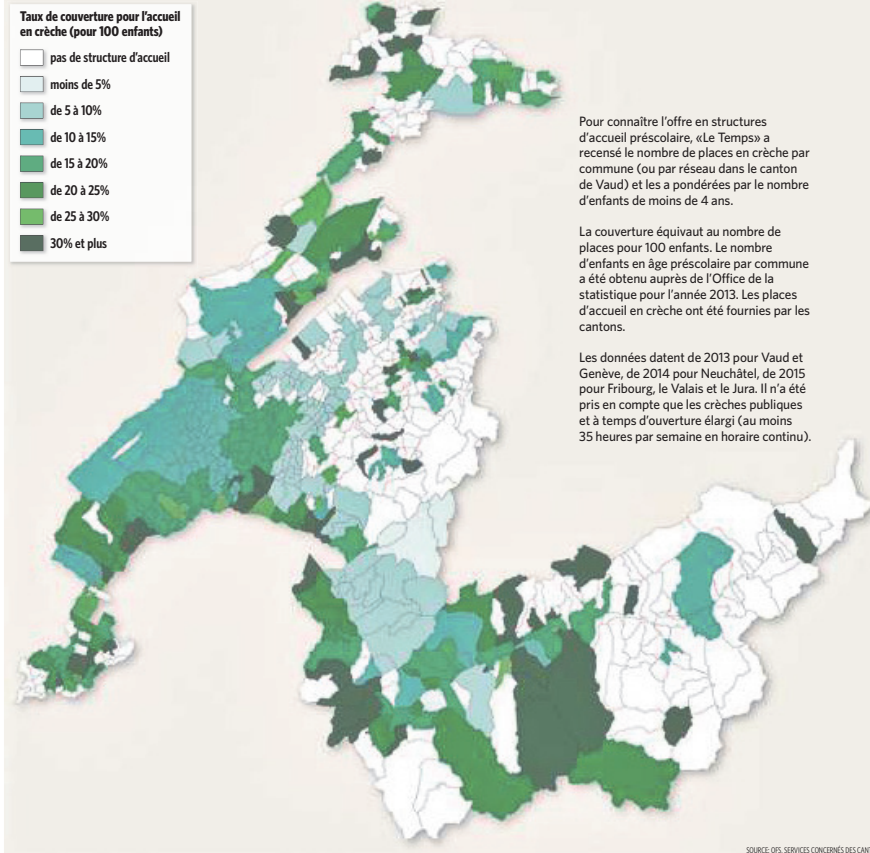 Taux de couverture pour l'accueil
en crèche (pour 100 enfants)
pas de structure d'accueil
moins de 5%
de 5 à 10%
de 10 à 15%
de 15 à 20%
de 20 à 25%
de 25 à 30%
30% et plus
Pour connaître l'offre en structures
d'accueil préscolaire, «Le Temps» a
recensé le nombre de places en crèche par
commune (ou par réseau dans le canton
de Vaud) et les a pondérées par le nombre
d'enfants de moins de 4 ans.
La couverture équivaut au nombre de
places pour 100 enfants. Le nombre
d'enfants en âge préscolaire par commune
a été obtenu auprès de l'Office de la
statistique pour l'année 2013. Les places
d'accueil en crèche ont été fournies par les
cantons.
Les données datent de 2013 pour Vaud et
Genève, de 2014 pour Neuchâtel, de 2015
pour Fribourg, le Valais et le Jura. Il n'a été
pris en compte que les crèches publiques
et à temps d'ouverture élargi (au moins
35 heures par semaine en horaire continu).
SOURCE: OFS, SERVICES CONCERNÉS DES CANT